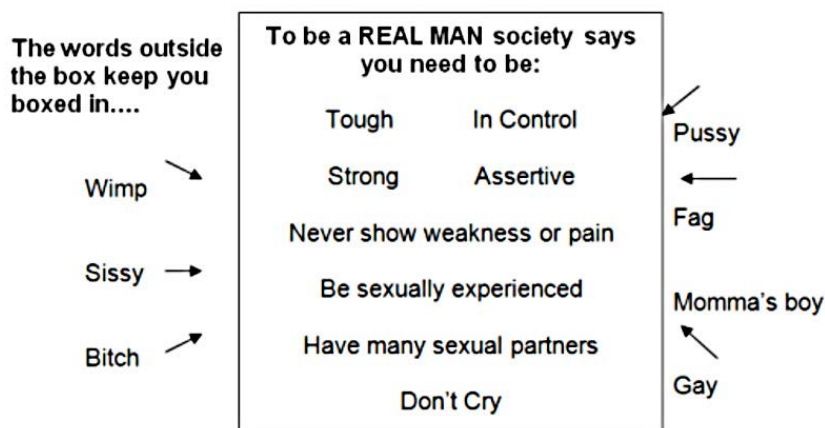 The words outside
the box keep you
boxed in....
Wimp
Sissy
Bitch
To be a REAL MAN society says
you need to be:
Tough In Control
Strong Assertive
Never show weakness or pain
Be sexually experienced
Have many sexual partners
Don't Cry
Pussy
Fag
Momma's boy
Gay